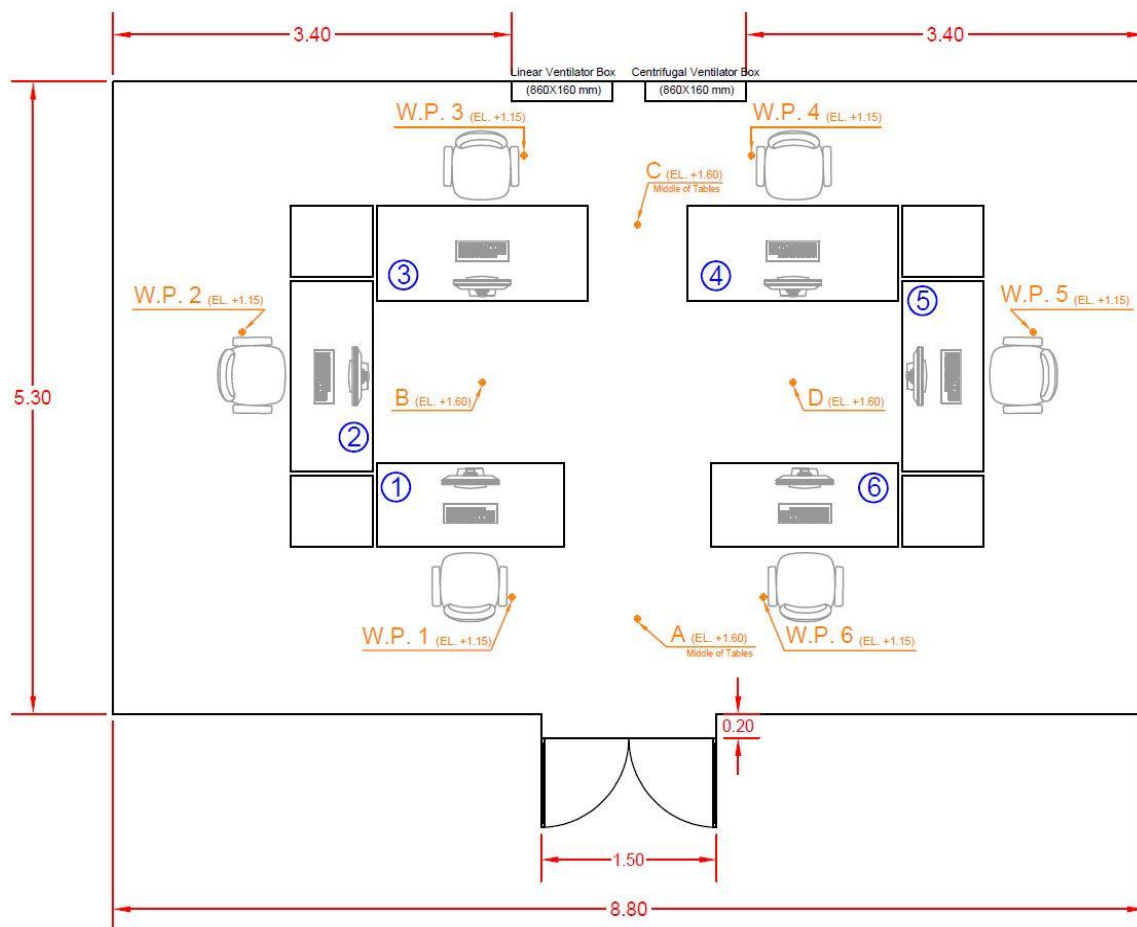 3.40
3.40
Linear Ventilator Box
(860X160 mm)
Centrifugal Ventilator Box
(860X160 mm)
W.P. 3 (EL. +1.15)
W.P. 4 (EL. +1.15)
C (EL. +1.60)
Middle of Tables
3
4
W.P. 2 (EL. +1.15)
5
W.P. 5 (EL. +1.15)
5.30
B (EL. +1.60)
D (EL. +1.60)
2
1
6
W.P. 1 (EL. +1.15)
A (EL. +1.60)
Middle of Tables
W.P. 6 (EL. +1.15)
0.20
1.50
8.80